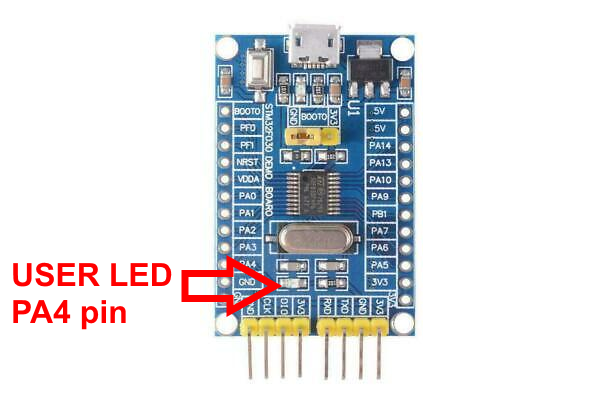 GND
BOOT0
3V3
U1
STM32F030 DEMO BOARD
BOOTO
PF0
PF1
NRST
VDDA
PA0
PA1
PA2
PA3
PA4
GND
5V
5V
PA14
PA13
PA10
PA9
PB1
PA7
PA6
PA5
3V3
3V3
USER LED
PA4 pin
GND
CLK
DIO
3V3
RXD
TXD
GND
3V3